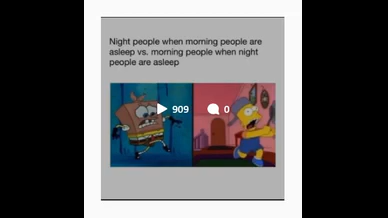 Night people when morning people are
asleep vs. morning people when night
people are asleep
909 0